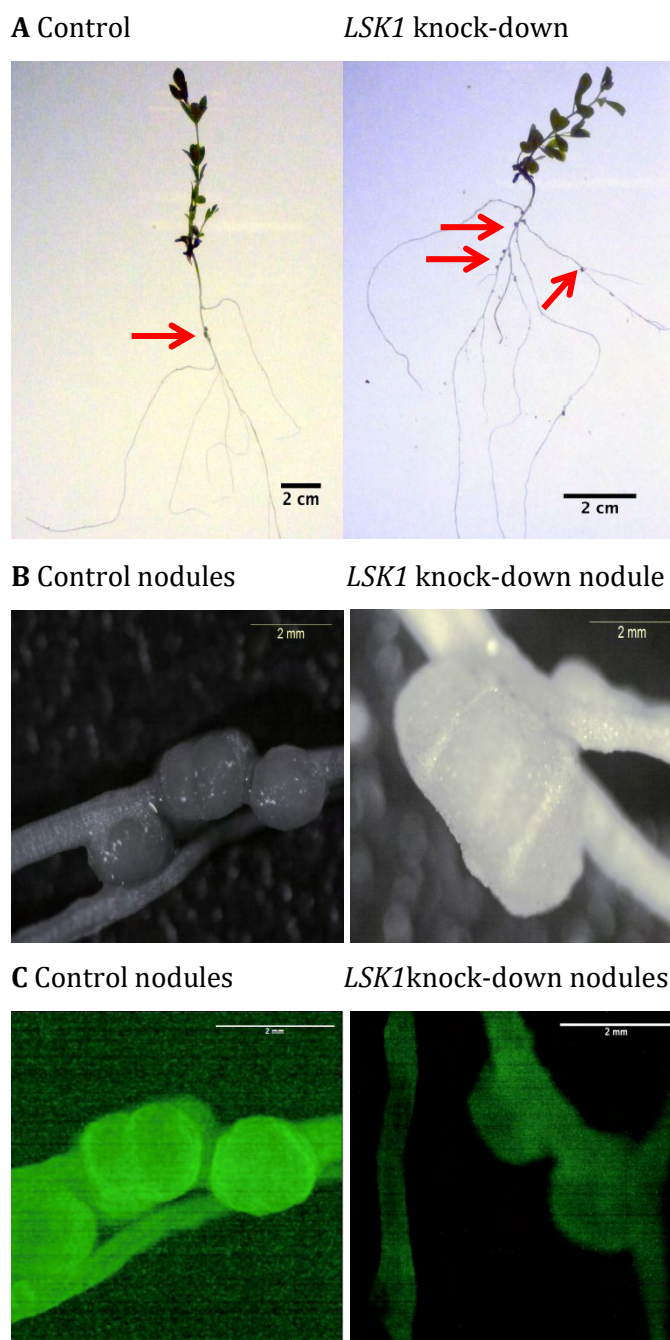 A Control LSK1 knock-down
2 cm
2 cm
B Control nodules LSK1 knock-down nodule
2 mm
2 mm
C Control nodules LSK1knock-down nodules
2 mm
2 mm